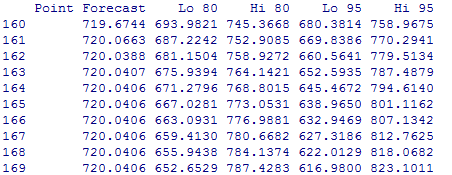 Point Forecast Lo 80 Hi 80 Lo 95 Hi 95
160 719.6744 693.9821 745.3668 680.3814 758.9675
161 720.0663 687.2242 752.9085 669.8386 770.2941
162 720.0388 681.1504 758.9272 660.5641 779.5134
163 720.0407 675.9394 764.1421 652.5935 787.4879
164 720.0406 671.2796 768.8015 645.4672 794.6140
165 720.0406 667.0281 773.0531 638.9650 801.1162
166 720.0406 663.0931 776.9881 632.9469 807.1342
167 720.0406 659.4130 780.6682 627.3186 812.7625
168 720.0406 655.9438 784.1374 622.0129 818.0682
169 720.0406 652.6529 787.4283 616.9800 823.1011